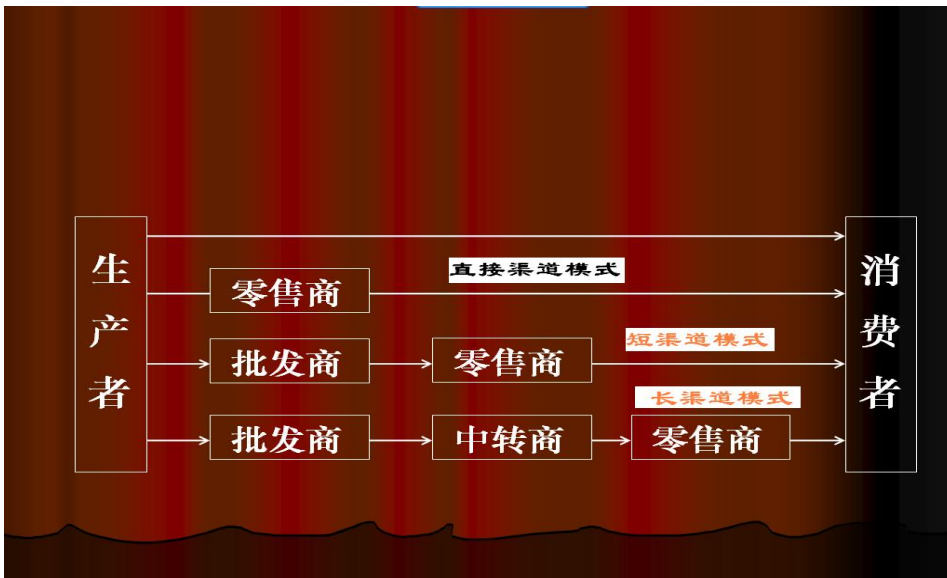 生产者
消费者
直接渠道模式
零售商
短渠道模式
批发商
零售商
长渠道模式
批发商
中转商
零售商